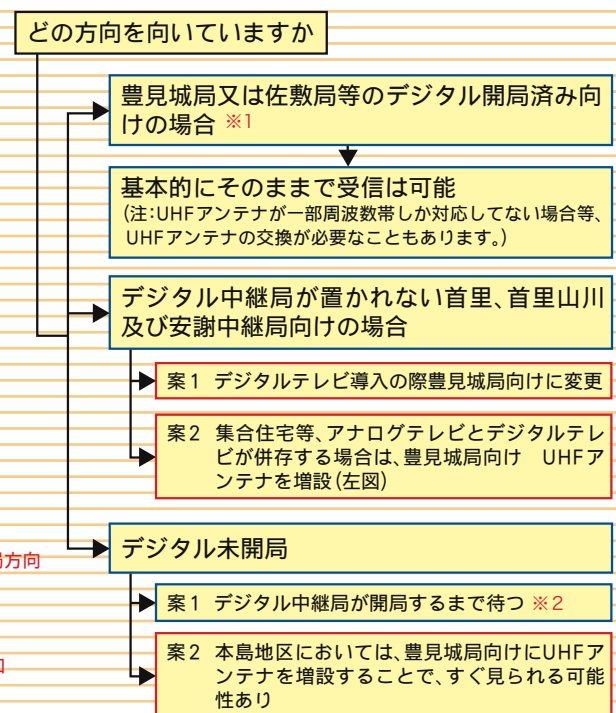 どの方向を向いていますか
豊見城局又は佐敷局等のデジタル開局済み向
けの場合 ※1
基本的にそのままで受信は可能
(注:UHFアンテナが一部周波数帯しか対応してない場合等、
UHFアンテナの交換が必要なこともあります。)
デジタル中継局が置かれない首里、首里山川
及び安謝中継局向けの場合
案1 デジタルテレビ導入の際豊見城局向けに変更
案2 集合住宅等、アナログテレビとデジタルテレ
ビが併存する場合は、豊見城局向け　UHFア
ンテナを増設(左図)
デジタル未開局
局方向
案1 デジタル中継局が開局するまで待つ ※2
案2 本島地区においては、豊見城局向けにUHFア
ンテナを増設することで、すぐ見られる可能
性あり